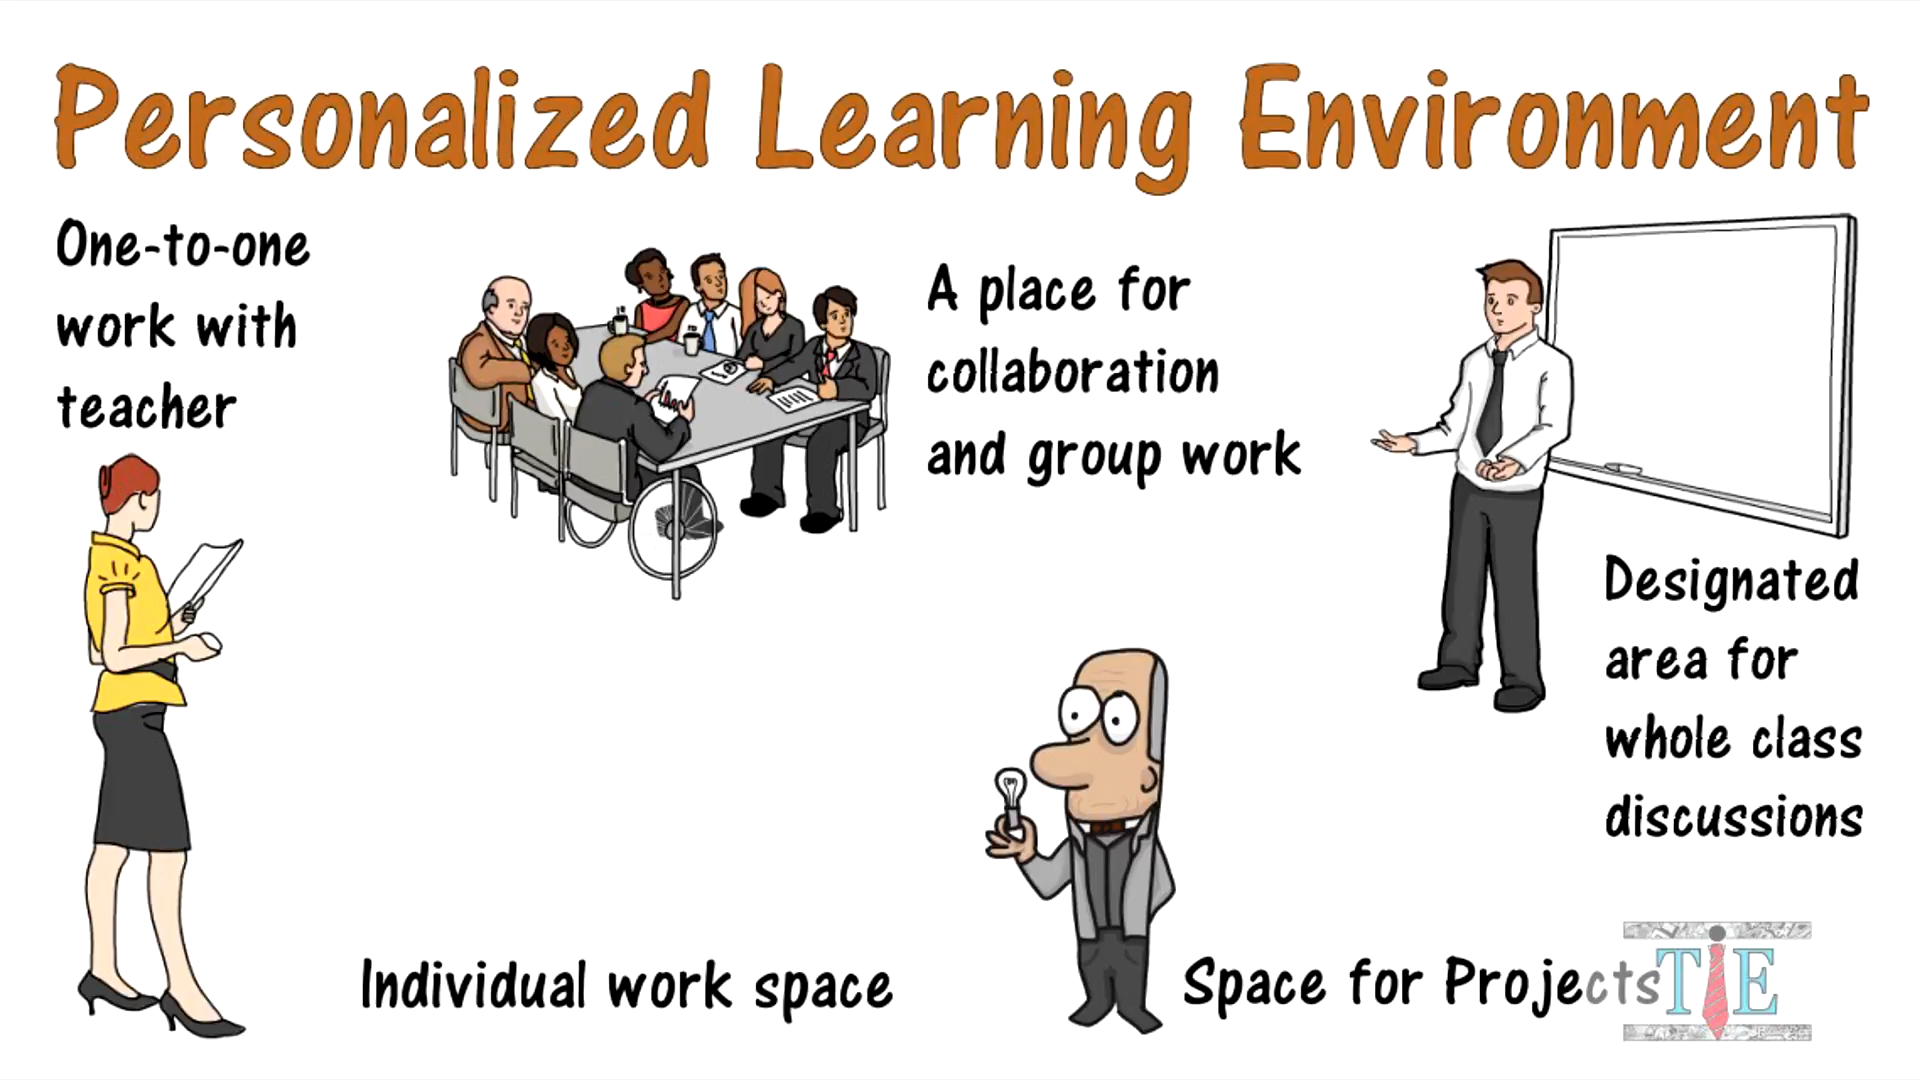 Personalized Learning Environment
One-to-one
work with
teacher
A place for
collaboration
and group work
Designated
area for
whole class
discussions
Individual work space
Space for Projects
TIE